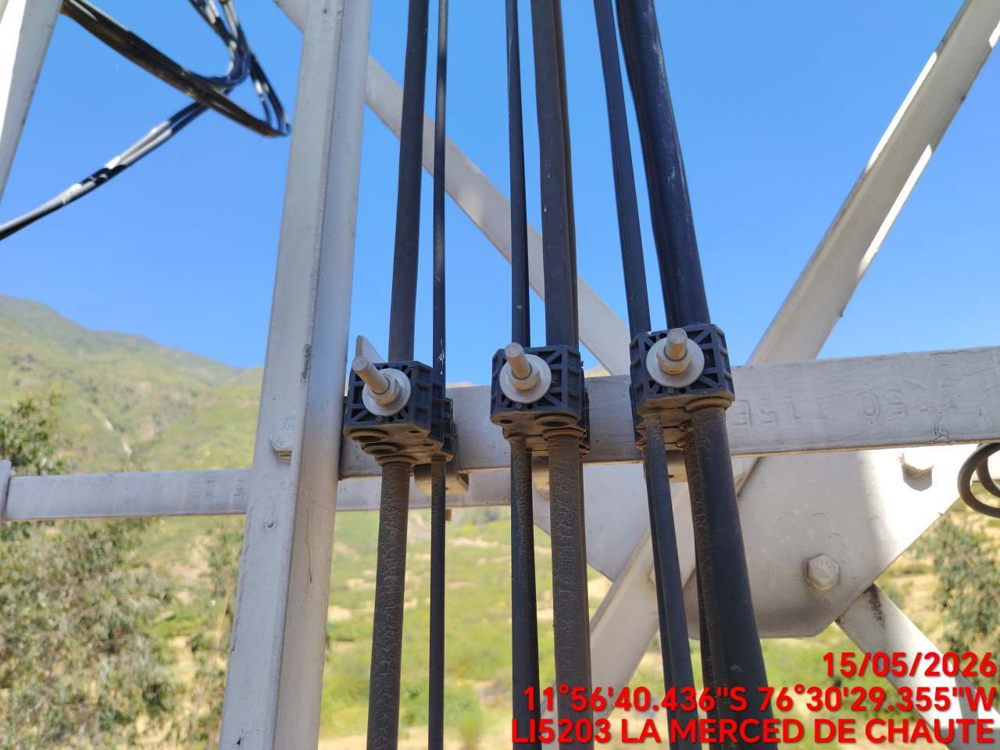 15/05/2026
11°56'40.436"S 76°30'29.355"W
LI5203 LA MERCED DE CHAUTE